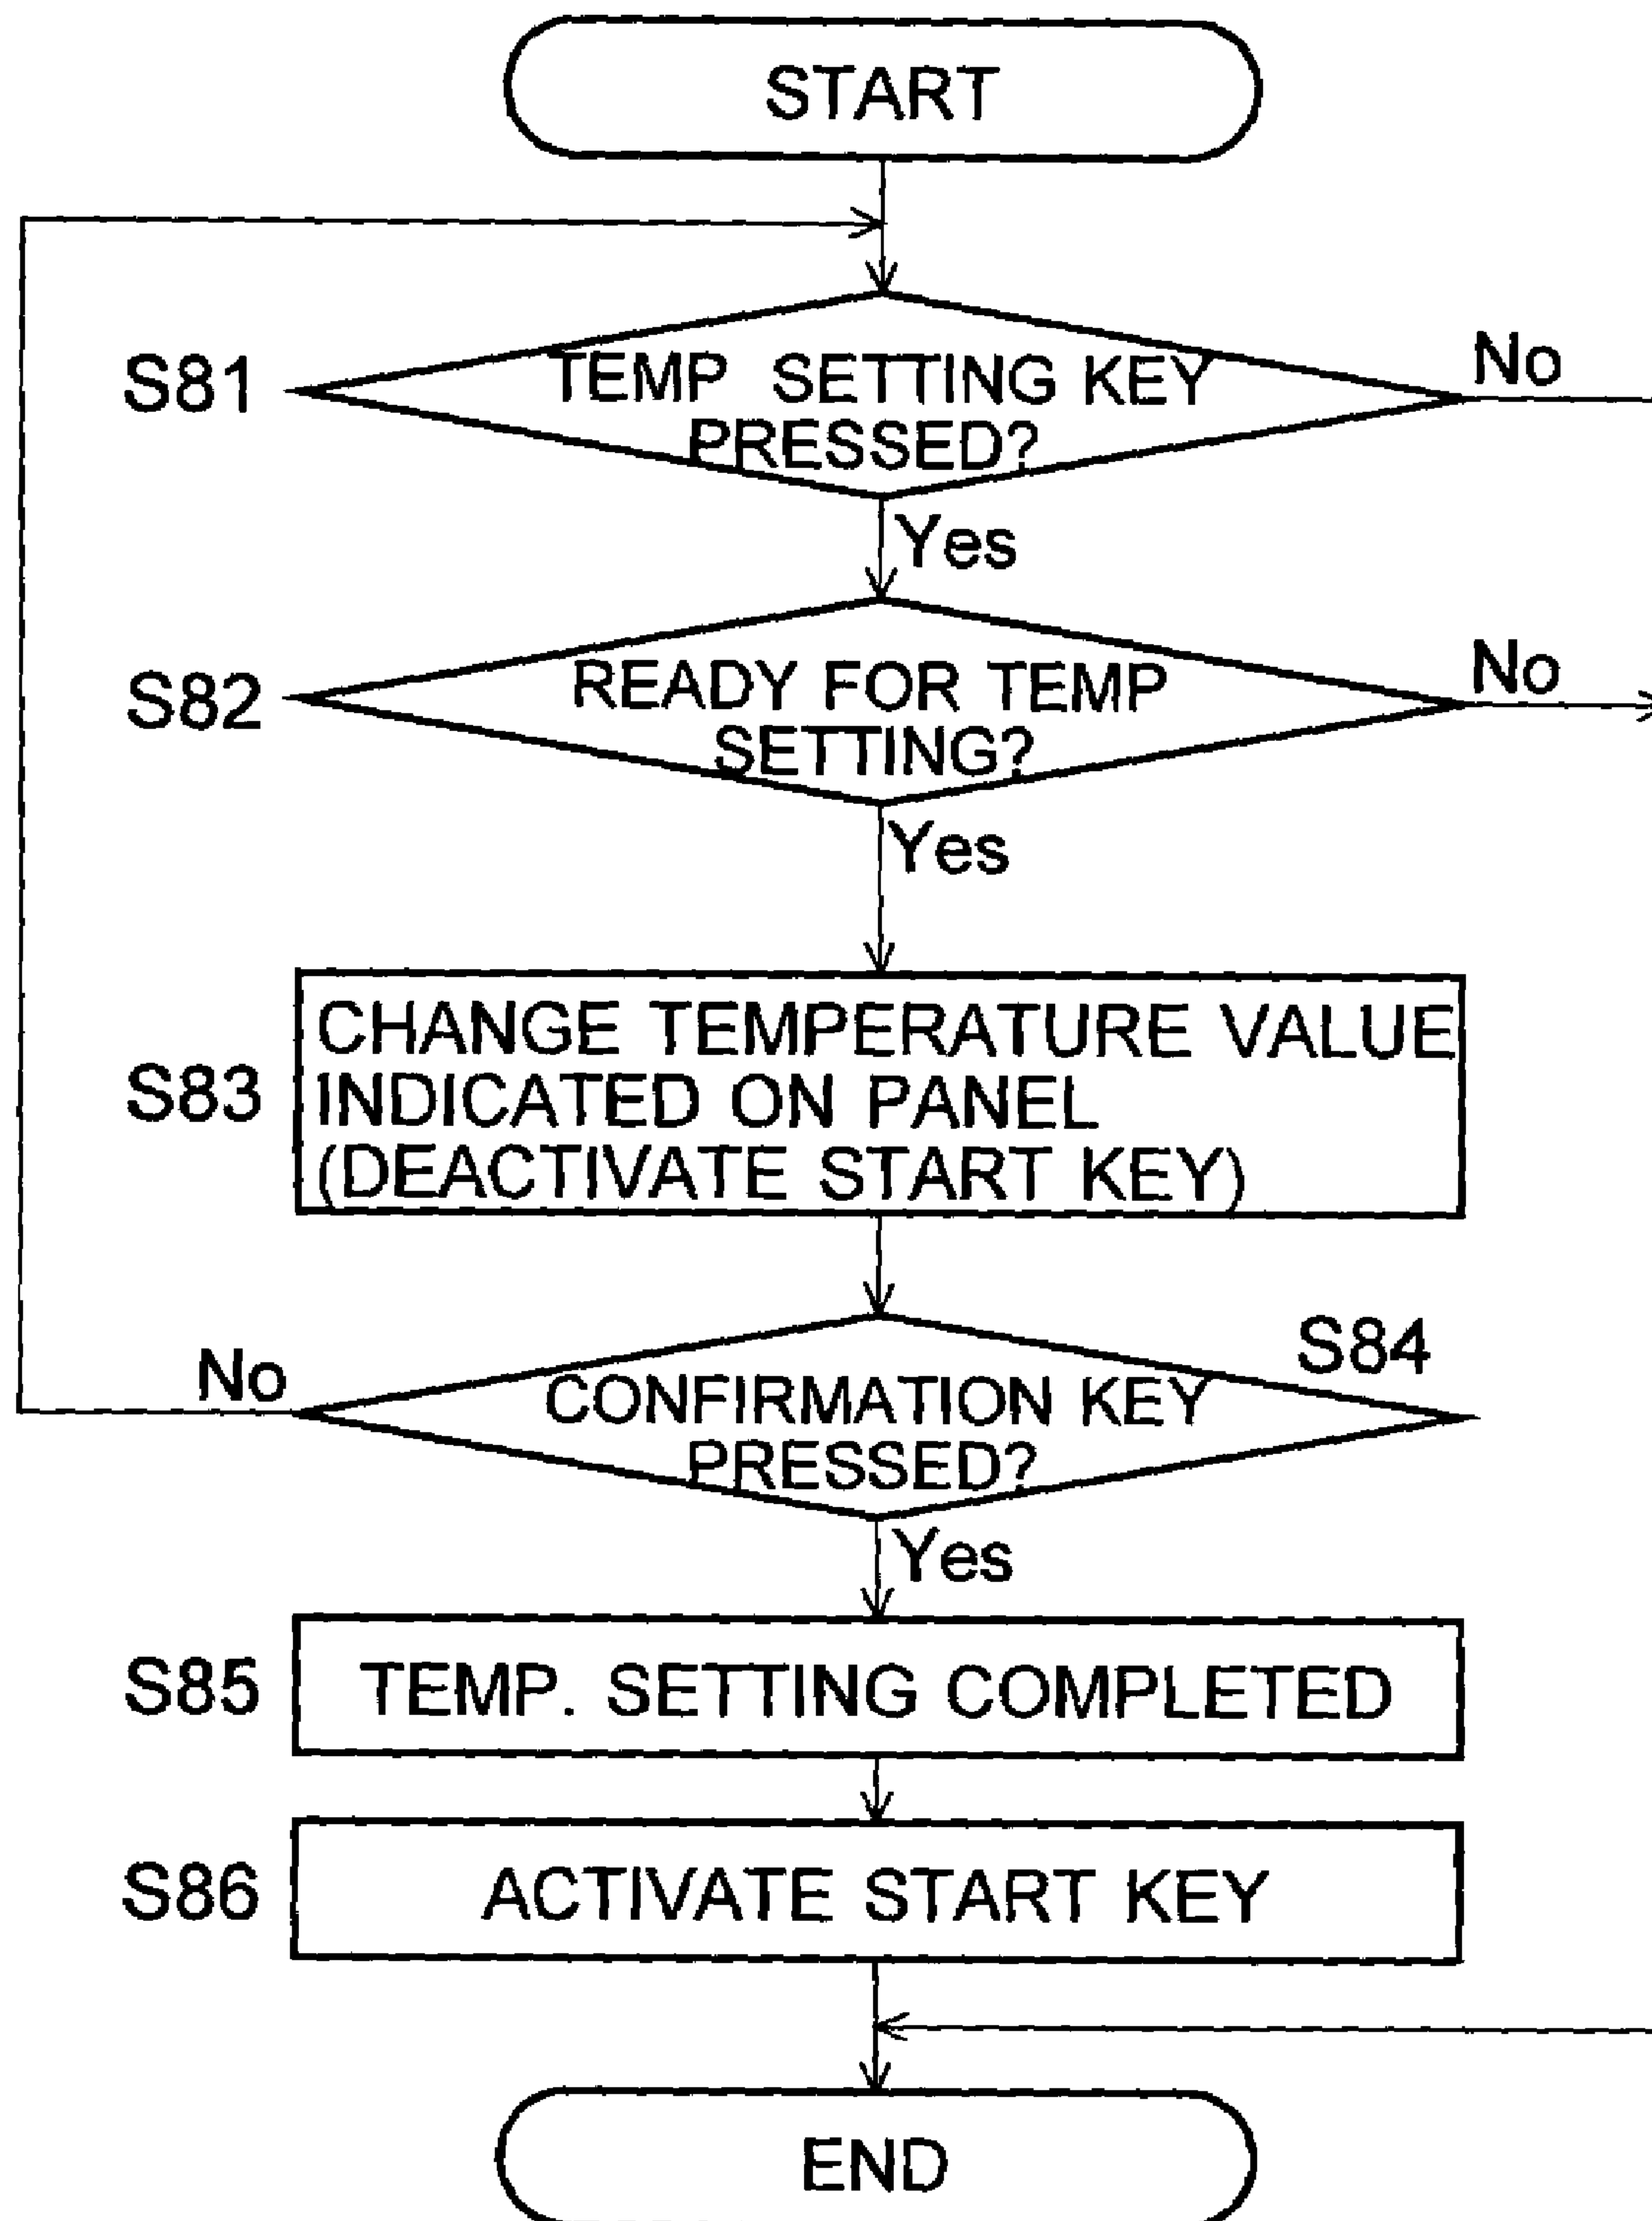 START
S81
TEMP SETTING KEY
PRESSED?
No
Yes
S82
READY FOR TEMP
SETTING?
No
Yes
S83
CHANGE TEMPERATURE VALUE
INDICATED ON PANEL
(DEACTIVATE START KEY)
S84
No
CONFIRMATION KEY
PRESSED?
Yes
S85
TEMP. SETTING COMPLETED
S86
ACTIVATE START KEY
END